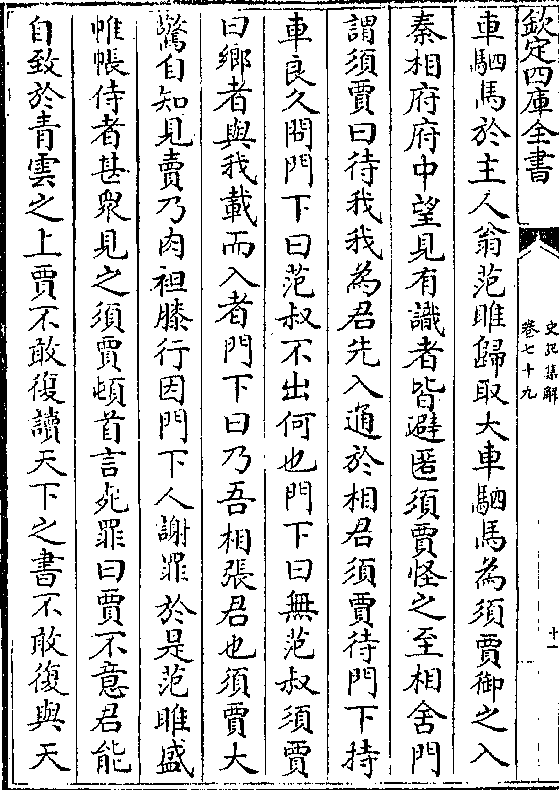 欽定四庫全書
史記集解
卷七十九
十一
車駟馬於主人翁范雎歸取大車駟馬為須賈御之入
秦相府府中望見有識者皆避匿須賈怪之至相舍門
謂須賈曰待我我為君先入通於相君須賈待門下持
車良久問門下曰范叔不出何也門下曰無范叔須賈
曰鄉者與我載而入者門下曰乃吾相張君也須賈大
驚自知見賣乃肉袒膝行因門下人謝罪於是范雎盛
帷帳侍者甚衆見之須賈頓首言死罪曰賈不意君能
自致於青雲之上賈不敢復讀天下之書不敢復與天